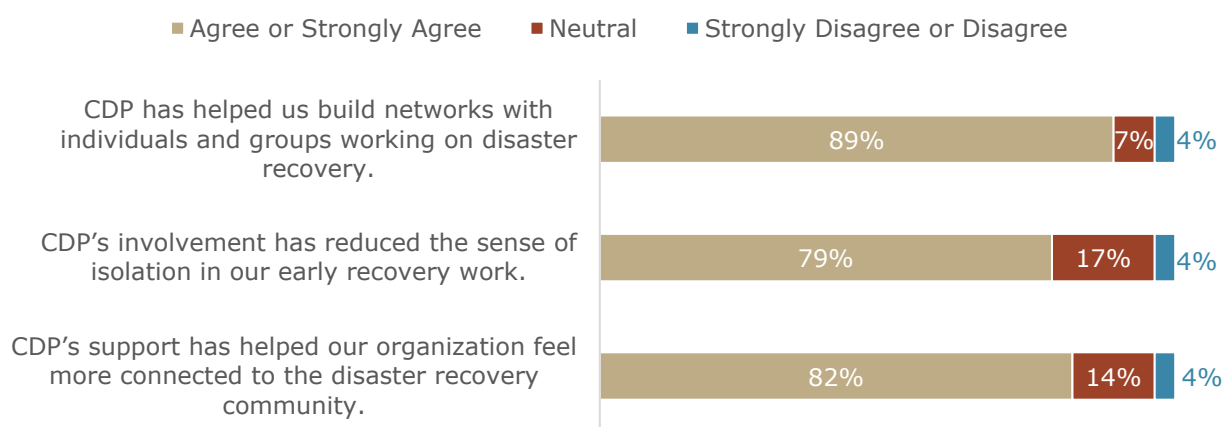 Agree or Strongly Agree Neutral Strongly Disagree or Disagree
CDP has helped us build networks with
individuals and groups working on disaster
recovery.
89% 7% 4%
CDP’s involvement has reduced the sense of
isolation in our early recovery work.
79% 17% 4%
CDP’s support has helped our organization feel
more connected to the disaster recovery
community.
82% 14% 4%